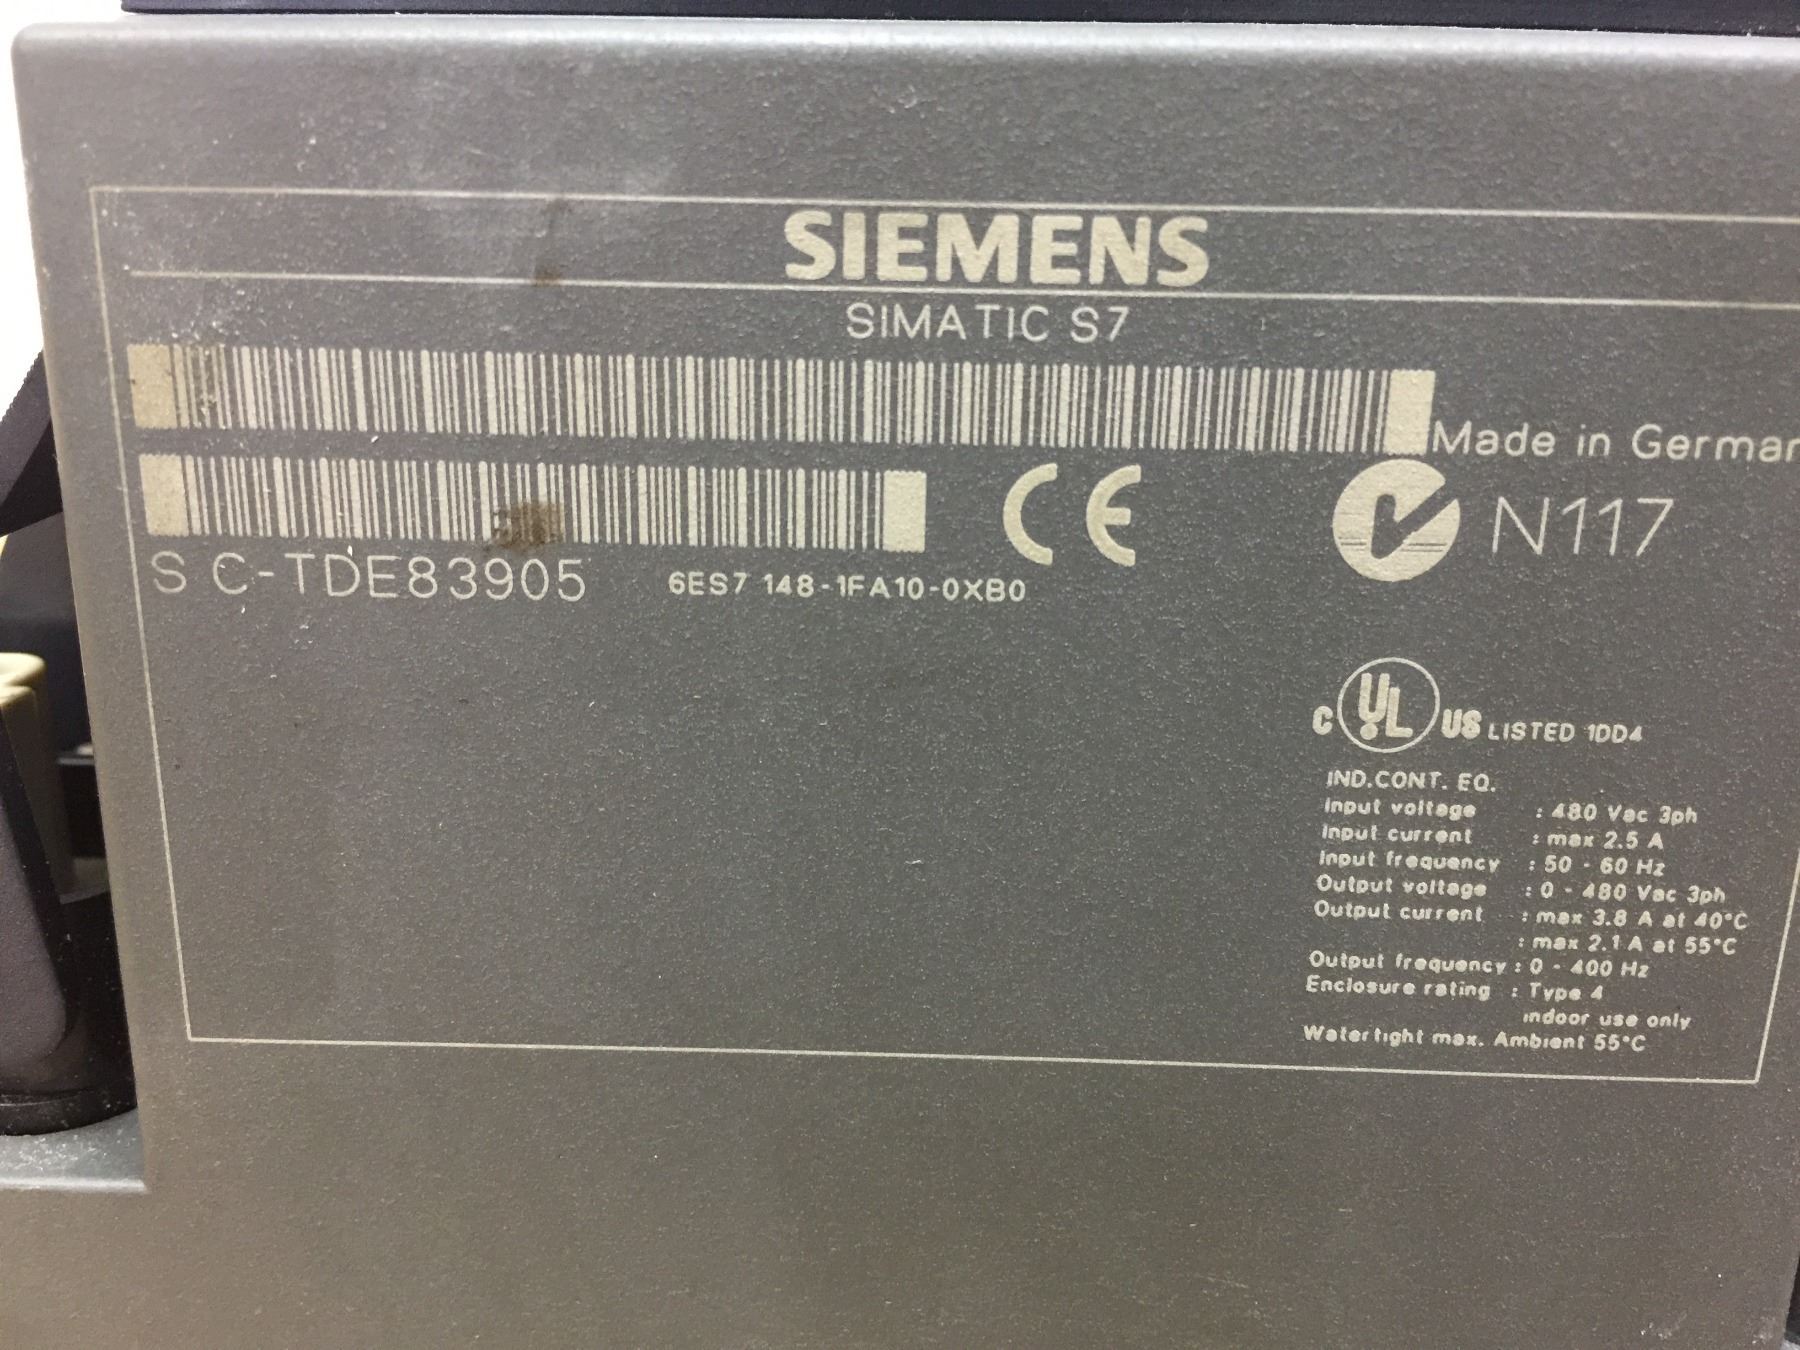 SIEMENS
SIMATIC S7
Made in German
CE N117
S C-TDE83905 6ES7 148-1FA10-0XB0
C UL US LISTED 1DD4
IND.CONT. EQ.
Input voltage : 480 Vac 3ph
Input current : max 2.5 A
Input frequency : 50 - 60 Hz
Output voltage : 0 - 480 Vac 3ph
Output current : max 3.8 A at 40°C
: max 2.1 A at 55°C
Output frequency : 0 - 400 Hz
Enclosure rating : Type 4
indoor use only
Watertight max. Ambient 55°C